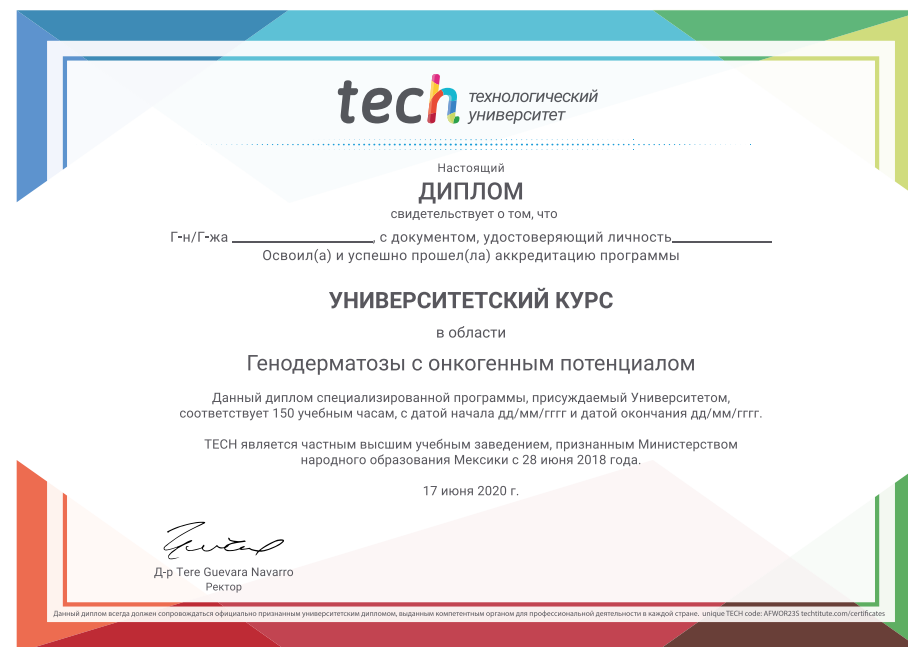 tech технологический
университет
Настоящий
ДИПЛОМ
свидетельствует о том, что
Г-н/Г-жа ________________, с документом, удостоверяющий личность____________
Освоил(а) и успешно прошел(ла) аккредитацию программы
УНИВЕРСИТЕТСКИЙ КУРС
в области
Генодерматозы с онкогенным потенциалом
Данный диплом специализированной программы, присуждаемый Университетом,
соответствует 150 учебным часам, с датой начала дд/мм/гггг и датой окончания дд/мм/гггг.
TECH является частным высшим учебным заведением, признанным Министерством
народного образования Мексики с 28 июня 2018 года.
17 июня 2020 г.
Д-р Tere Guevara Navarro
Ректор
Данный диплом всегда должен сопровождаться официально признанным университетским дипломом, выданным компетентным органом для профессиональной деятельности в каждой стране. unique TECH code: AFWOR23S techtitute.com/certificates